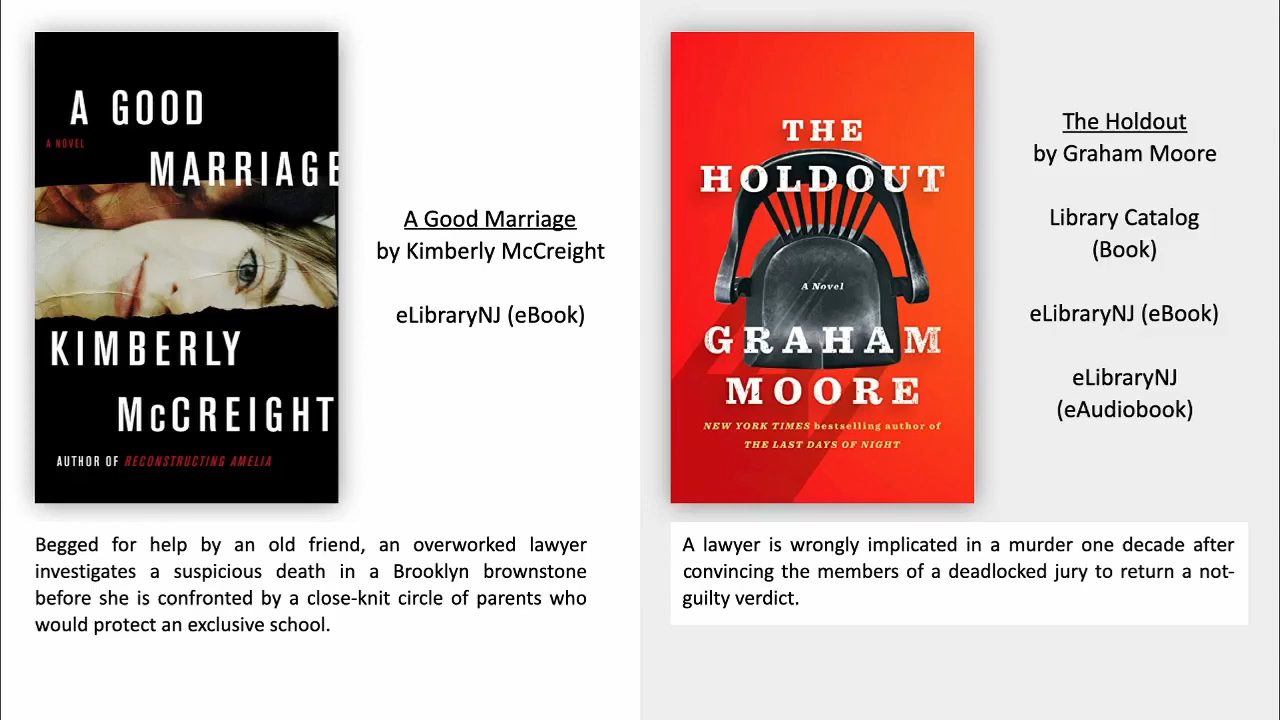 A GOOD
A NOVEL
MARRIAGE
KIMBERLY
McCREIGHT
AUTHOR OF RECONSTRUCTING AMELIA
A Good Marriage
by Kimberly McCreight
eLibraryNJ (eBook)
Begged for help by an old friend, an overworked lawyer
investigates a suspicious death in a Brooklyn brownstone
before she is confronted by a close-knit circle of parents who
would protect an exclusive school.
THE
HOLDOUT
A Novel
GRAHAM
MOORE
NEW YORK TIMES bestselling author of
THE LAST DAYS OF NIGHT
The Holdout
by Graham Moore
Library Catalog
(Book)
eLibraryNJ (eBook)
eLibraryNJ
(eAudiobook)
A lawyer is wrongly implicated in a murder one decade after
convincing the members of a deadlocked jury to return a not-
guilty verdict.